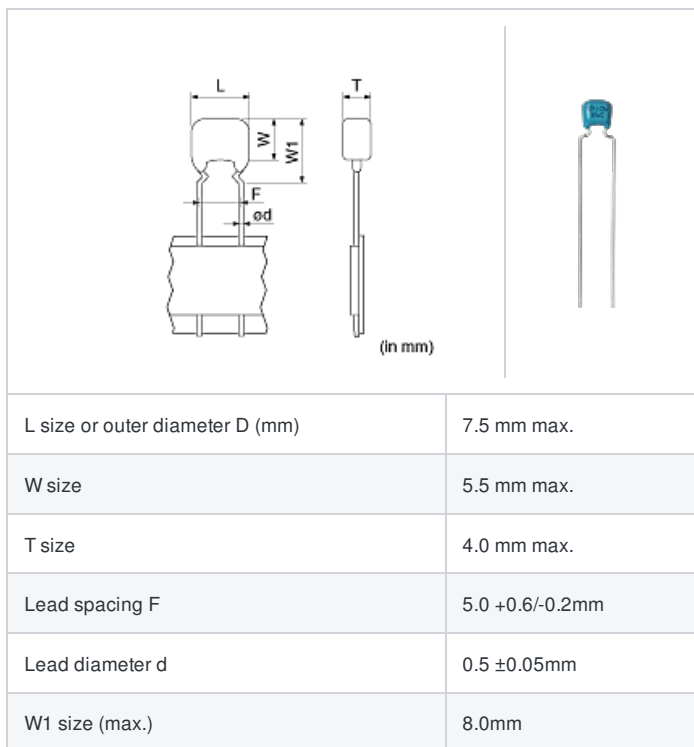 L
T
W
W1
F
ød
(in mm)
L size or outer diameter D (mm) 7.5 mm max.
W size 5.5 mm max.
T size 4.0 mm max.
Lead spacing F 5.0 +0.6/-0.2mm
Lead diameter d 0.5 ±0.05mm
W1 size (max.) 8.0mm